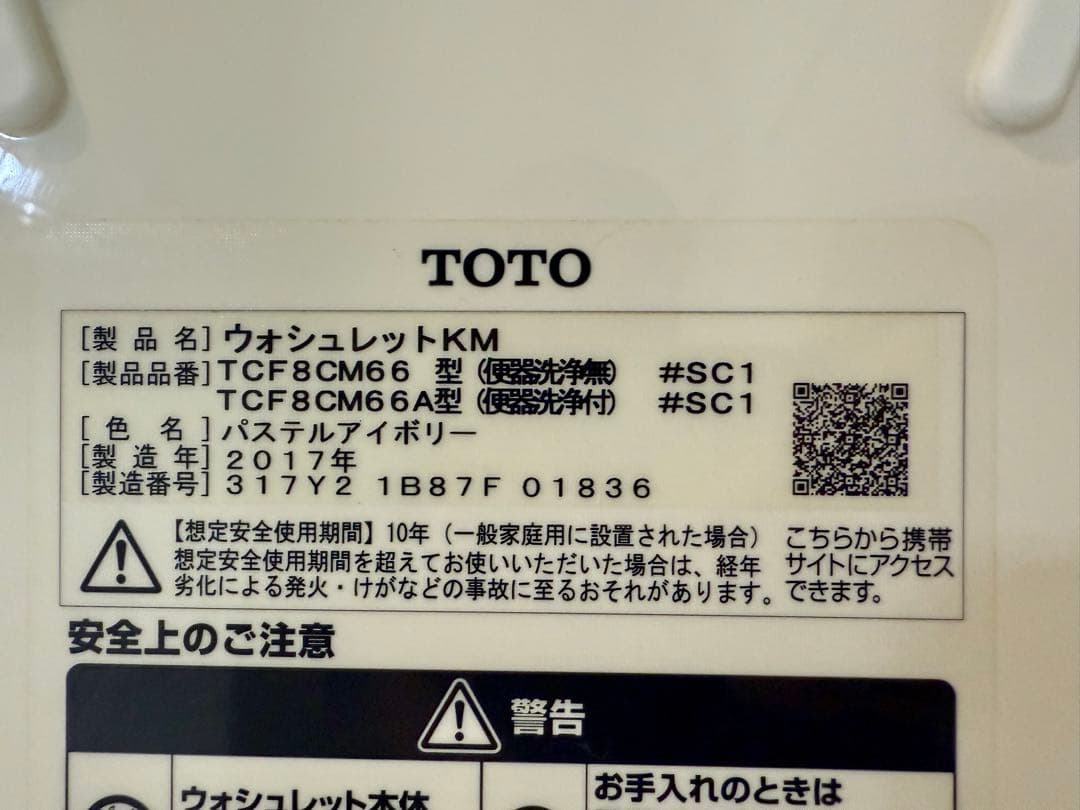 TOTO
[製品名] ウォシュレットKM
[製品品番] TCF8CM66 型 (便器洗浄無) #SC1
TCF8CM66A型 (便器洗浄付) #SC1
[色名] パステルアイボリー
[製造年] 2017年
[製造番号] 317Y2 1B87F 01836
【想定安全使用期間】10年（一般家庭用に設置された場合）
想定安全使用期間を超えてお使いいただいた場合は、経年
劣化による発火・けがなどの事故に至るおそれがあります。
こちらから携帯
サイトにアクセス
できます。
安全上のご注意
警告
ウォシュレット本体
お手入れのときは